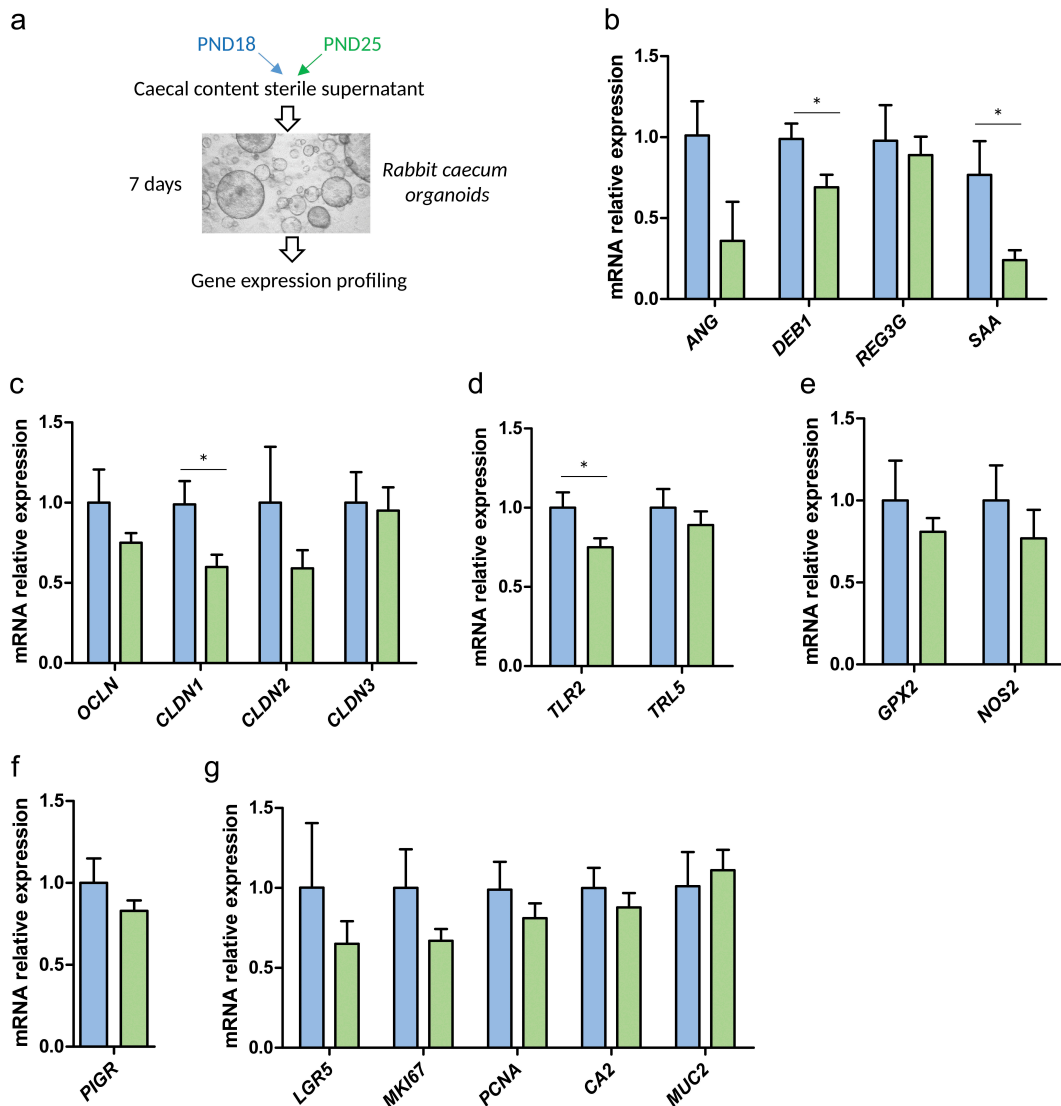 a
PND18 PND25
Caecal content sterile supernatant
7 days
Rabbit caecum
organoids
Gene expression profiling
b
mRNA relative expression
1.5
1.0
0.5
0.0
*
*
ANG DEB1 REG3G SAA
c
mRNA relative expression
1.5
1.0
0.5
0.0
*
OCLN CLDN1 CLDN2 CLDN3
d
mRNA relative expression
1.5
1.0
0.5
0.0
*
TLR2 TRL5
e
mRNA relative expression
1.5
1.0
0.5
0.0
GPX2 NOS2
f
mRNA relative expression
1.5
1.0
0.5
0.0
PIGR
g
mRNA relative expression
1.5
1.0
0.5
0.0
LGR5 MKI67 PCNA CA2 MUC2